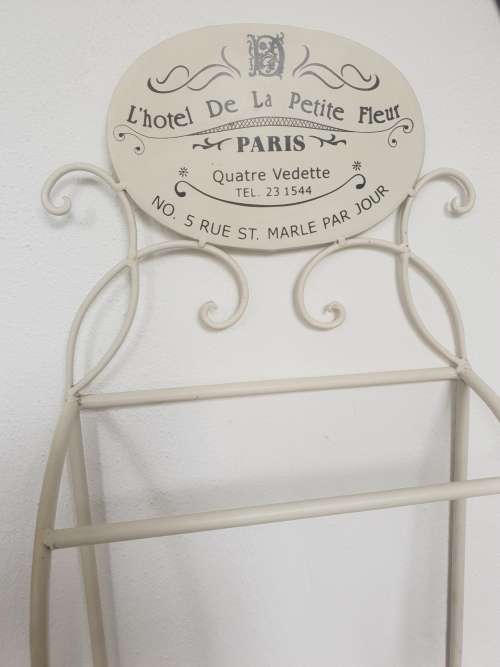 L'hotel De La Petite Fleur
PARIS
Quatre Vedette
TEL. 23 1544
NO. 5 RUE ST. MARLE PAR JOUR